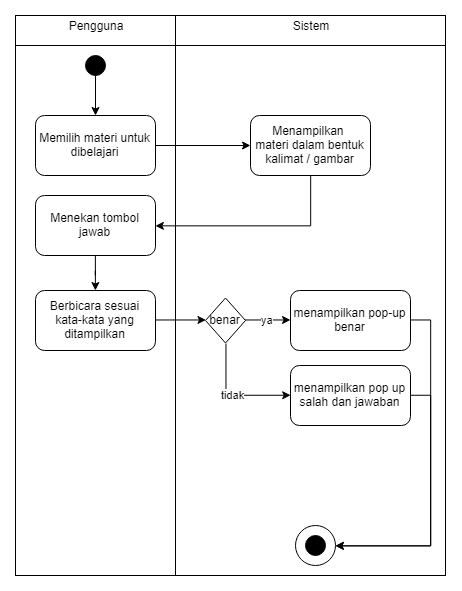 Pengguna
Sistem
Memilih materi untuk
dibelajari
Menampilkan
materi dalam bentuk
kalimat / gambar
Menekan tombol
jawab
Berbicara sesuai
kata-kata yang
ditampilkan
benar
ya
menampilkan pop-up
benar
tidak
menampilkan pop up
salah dan jawaban